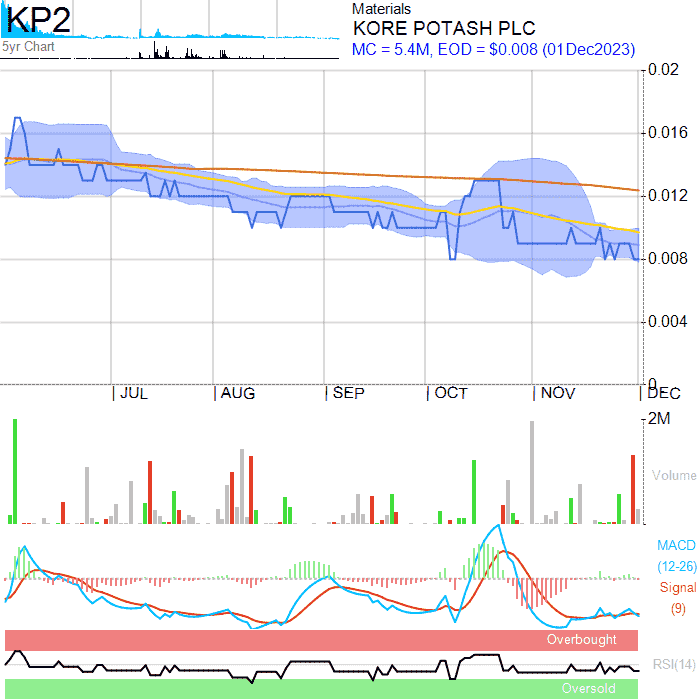 KP2
5yr Chart
Materials
KORE POTASH PLC
MC = 5.4M, EOD = $0.008 (01Dec2023)
0.02
0.016
0.012
0.008
0.004
0
JUL AUG SEP OCT NOV DEC
2M
Volume
MACD
(12-26)
Signal
(9)
Overbought
RSI(14)
Oversold